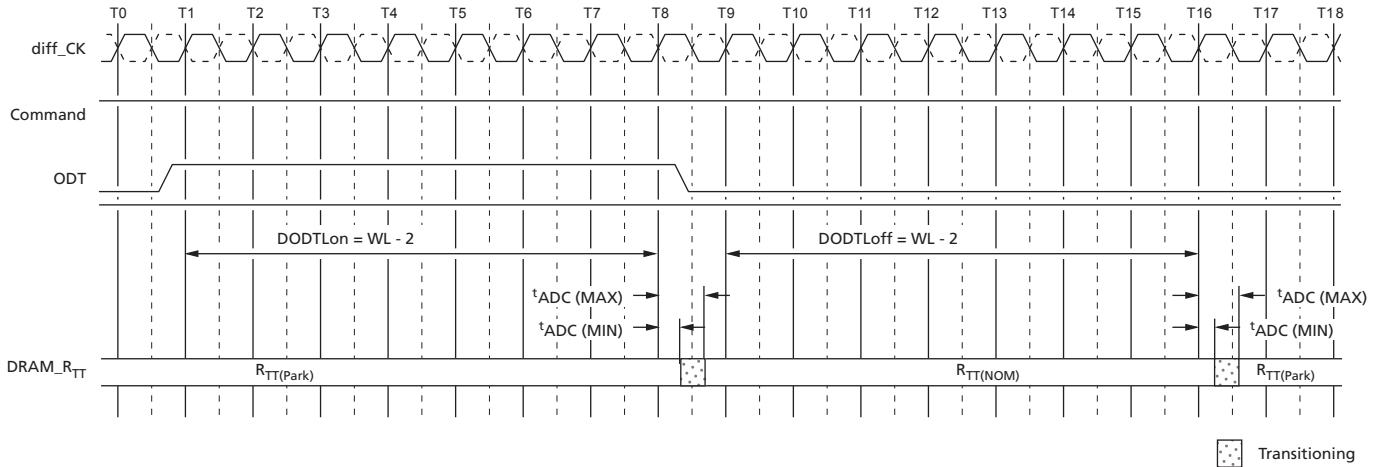 T0 T1 T2 T3 T4 T5 T6 T7 T8 T9 T10 T11 T12 T13 T14 T15 T16 T17 T18
diff_CK
Command
ODT
DODTLon = WL - 2 DODTLoff = WL - 2
tADC (MAX) tADC (MAX)
tADC (MIN) tADC (MIN)
DRAM_RTT RTT(Park) RTT(NOM) RTT(Park)
Transitioning